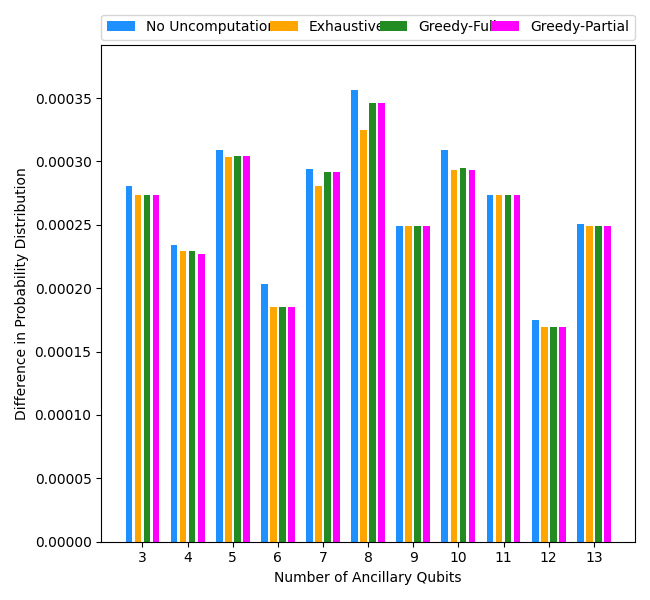 No Uncomputation Exhaustive Greedy-Full Greedy-Partial
0.00035
0.00030
0.00025
0.00020
0.00015
0.00010
0.00005
0.00000
Difference in Probability Distribution
3 4 5 6 7 8 9 10 11 12 13
Number of Ancillary Qubits